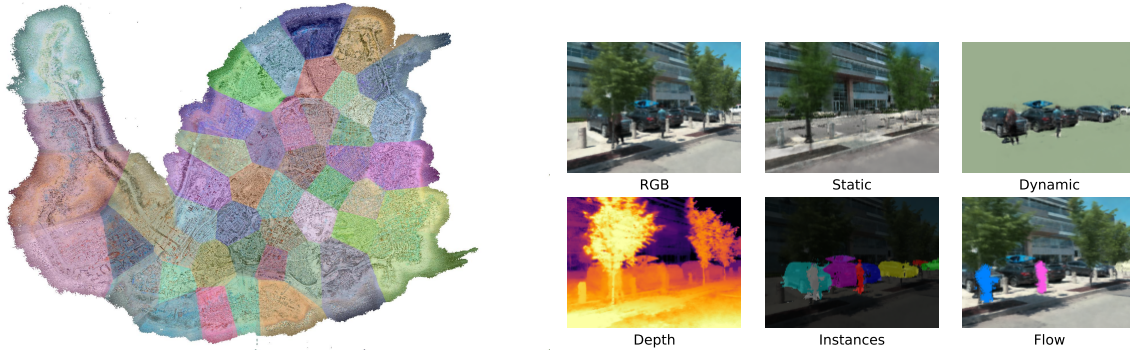 RGB
Static
Dynamic
Depth
Instances
Flow